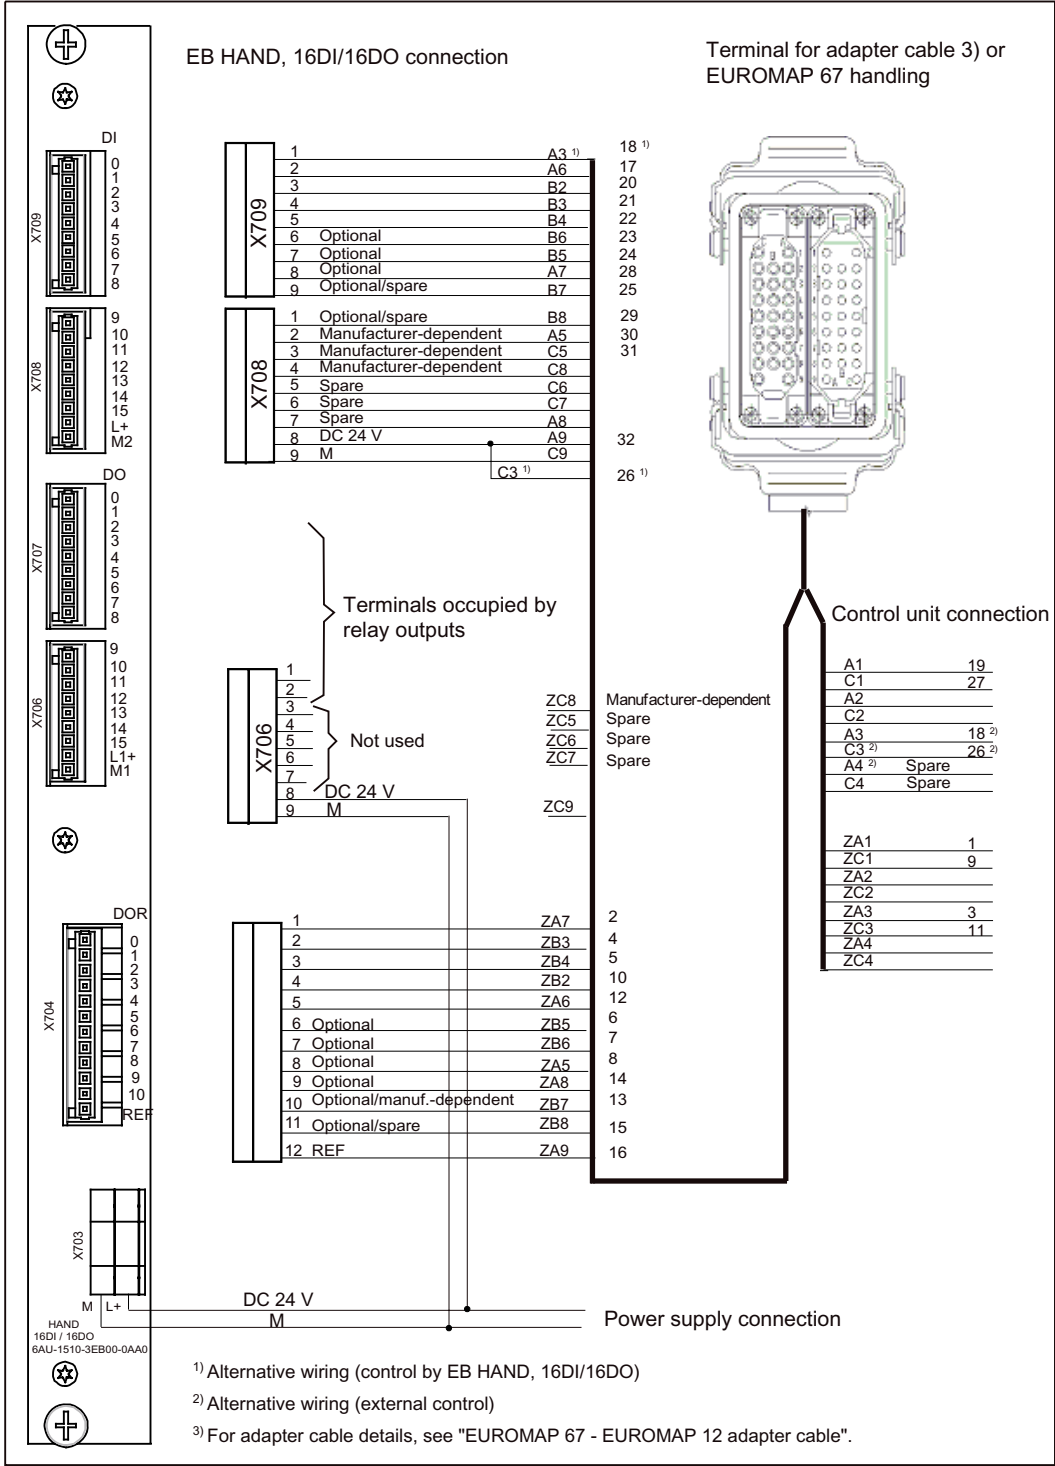 EB HAND, 16DI/16DO connection
Terminal for adapter cable 3) or
EUROMAP 67 handling
DI
X709
0
1
2
3
4
5
6
7
8
X708
9
10
11
12
13
14
15
L+
M2
DO
X707
0
1
2
3
4
5
6
7
8
X706
9
10
11
12
13
14
15
L1+
M1
DOR
X704
0
1
2
3
4
5
6
7
8
9
10
REF
X703
M L+
HAND
16DI / 16DO
6AU-1510-3EB00-0AA0
X709
1 A3 1) 18 1)
2 A6 17
3 B2 20
4 B3 21
5 B4 22
6 Optional B6 23
7 Optional B5 24
8 Optional A7 28
9 Optional/spare B7 25
X708
1 Optional/spare B8 29
2 Manufacturer-dependent A5 30
3 Manufacturer-dependent C5 31
4 Manufacturer-dependent C8
5 Spare C6
6 Spare C7
7 Spare A8
8 DC 24 V A9 32
9 M C9
C3 1) 26 1)
Terminals occupied by
relay outputs
X706
1
2
3
4
5
6
7
8 DC 24 V
9 M
Not used
ZC8 Manufacturer-dependent
ZC5 Spare
ZC6 Spare
ZC7 Spare
ZC9
Control unit connection
A1 19
C1 27
A2
C2
A3 18 2)
C3 2) 26 2)
A4 2) Spare
C4 Spare
ZA1 1
ZC1 9
ZA2
ZC2
ZA3 3
ZC3 11
ZA4
ZC4
1 ZA7 2
2 ZB3 4
3 ZB4 5
4 ZB2 10
5 ZA6 12
6 Optional ZB5 6
7 Optional ZB6 7
8 Optional ZA5 8
9 Optional ZA8 14
10 Optional/manuf.-dependent ZB7 13
11 Optional/spare ZB8 15
12 REF ZA9 16
DC 24 V
M
Power supply connection
1) Alternative wiring (control by EB HAND, 16DI/16DO)
2) Alternative wiring (external control)
3) For adapter cable details, see "EUROMAP 67 - EUROMAP 12 adapter cable".